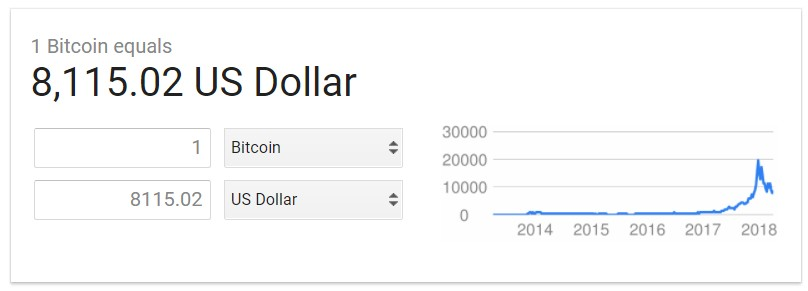 1 Bitcoin equals
8,115.02 US Dollar
1 Bitcoin
8115.02 US Dollar
30000
20000
10000
0
2014 2015 2016 2017 2018